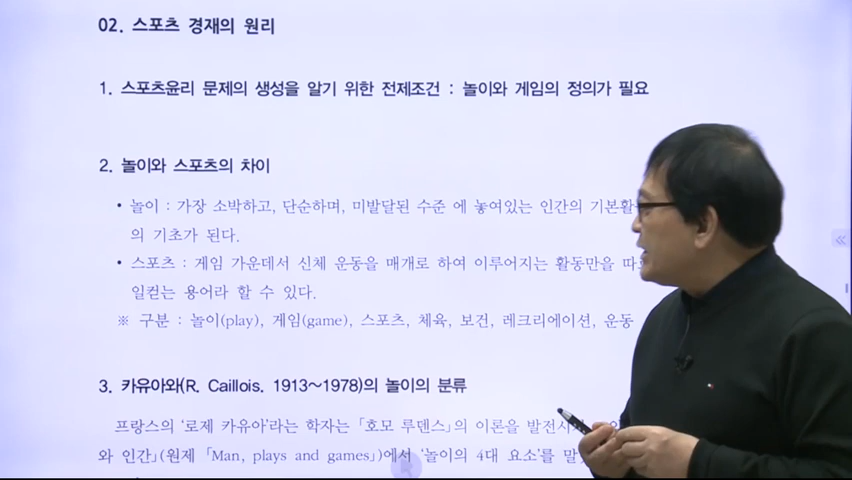 02. 스포츠 경재의 원리
1. 스포츠윤리 문제의 생성을 알기 위한 전제조건 : 놀이와 게임의 정의가 필요
2. 놀이와 스포츠의 차이
• 놀이 : 가장 소박하고, 단순하며, 미발달된 수준 에 놓여있는 인간의
의 기초가 된다.
• 스포츠 : 게임 가운데서 신체 운동을 매개로 하여 이루어지는 활동만을
일컫는 용어라 할 수 있다.
※ 구분 : 놀이(play), 게임(game), 스포츠, 체육, 보건, 레크리에이션, 운동
3. 카유아와(R. Caillois. 1913~1978)의 놀이의 분류
프랑스의 '로제 카유아'라는 학자는 「호모 루덴스」의 이론을
와 인간」(원제 「Man, plays and games」)에서 '놀이의 4대 요소'를